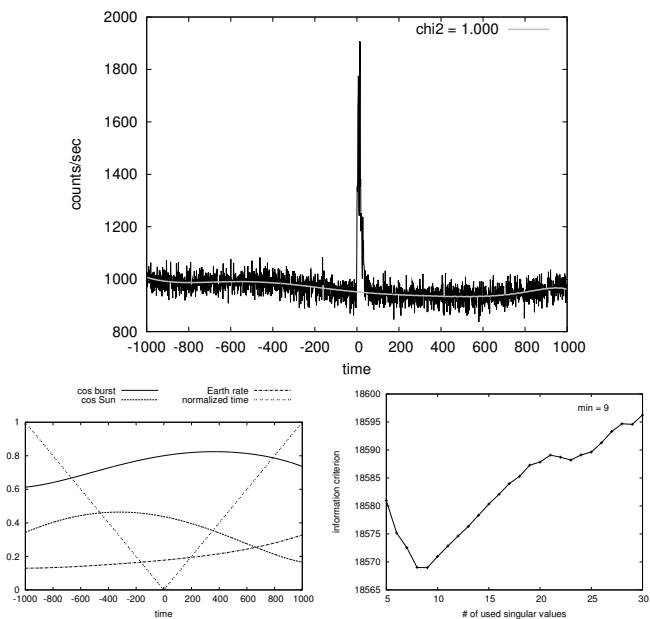 2000
1800
1600
1400
1200
1000
800
counts/sec
chi2 = 1.000
-1000 -800 -600 -400 -200 0 200 400 600 800 1000
time
cos burst
cos Sun
Earth rate
normalized time
1
0.8
0.6
0.4
0.2
0
-1000 -800 -600 -400 -200 0 200 400 600 800 1000
time
18600
18595
18590
18585
18580
18575
18570
18565
information criterion
min = 9
5 10 15 20 25 30
# of used singular values